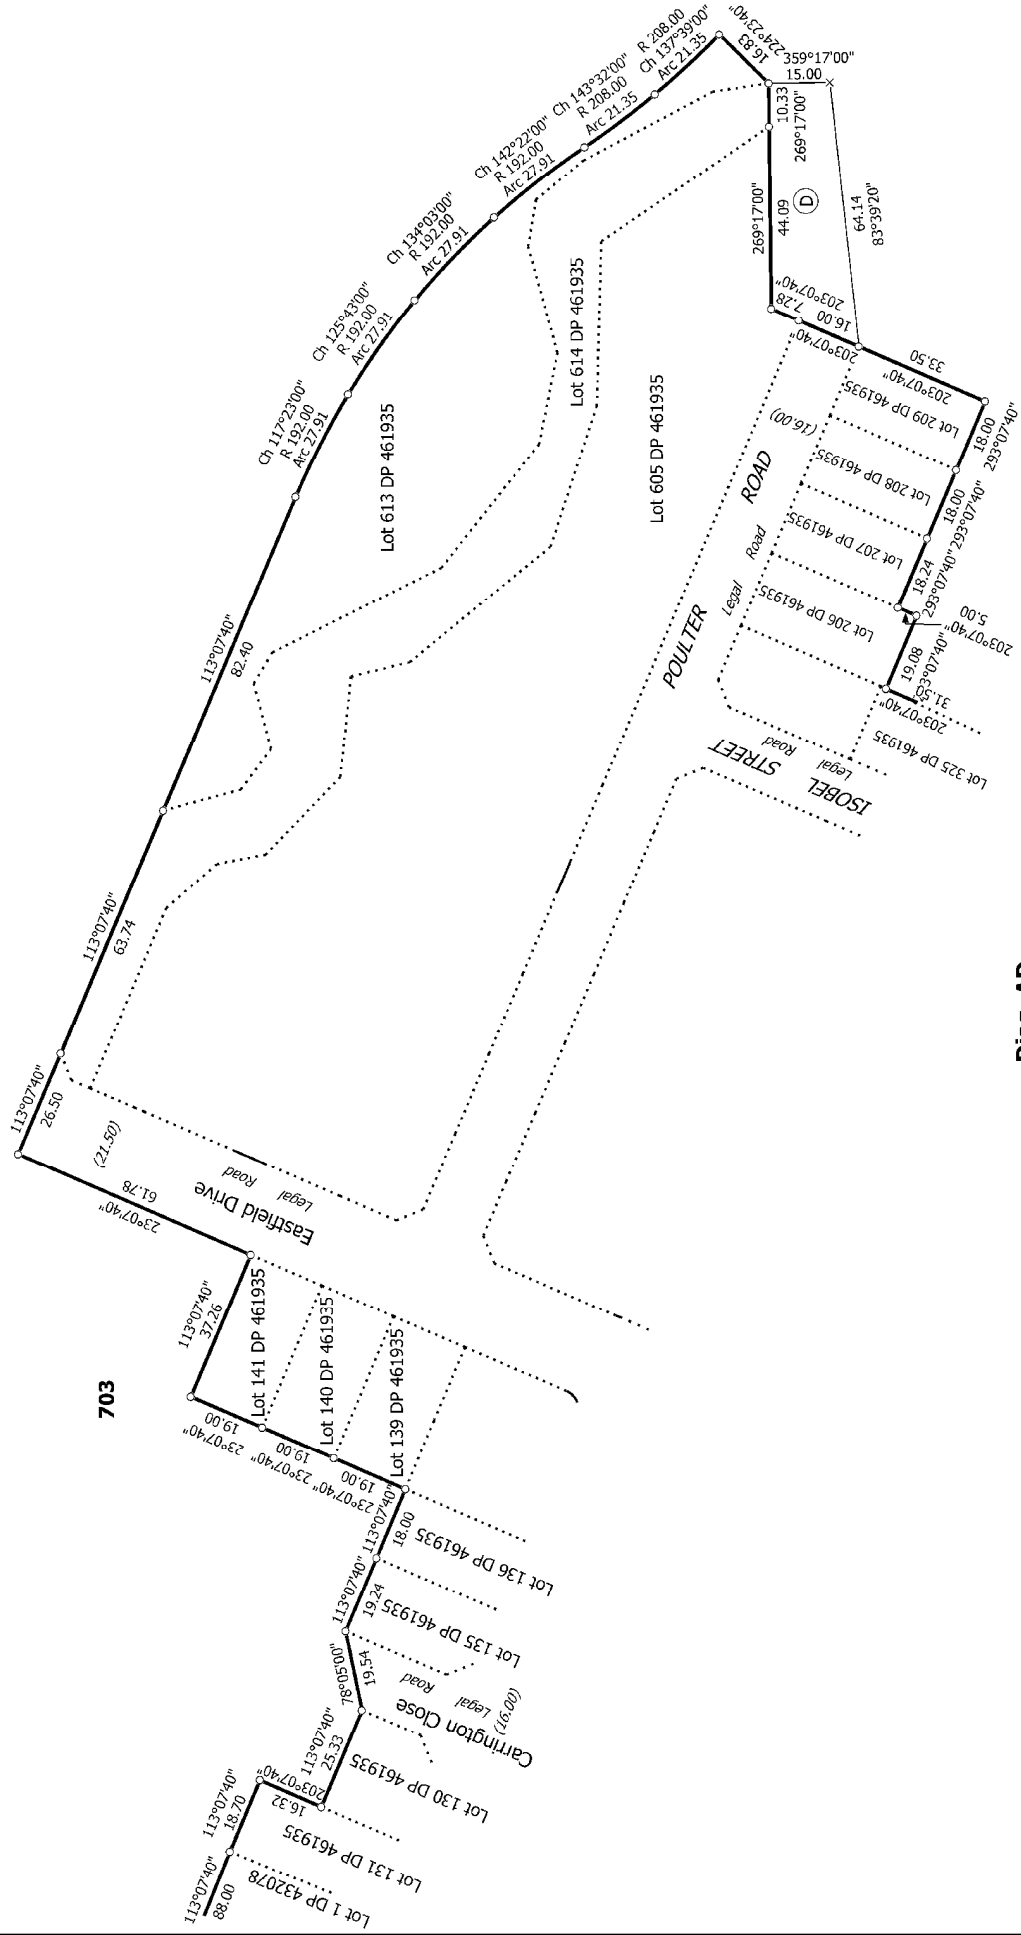 113°07'40"
88.00
Lot 1 DP 432078
113°07'40"
18.70
Lot 131 DP 461935
203°07'40"
16.32
113°07'40"
25.33
Lot 130 DP 461935
78°05'00"
19.54
Carrington Close
Legal Road
(16.00)
113°07'40"
19.24
Lot 135 DP 461935
113°07'40"
18.00
Lot 136 DP 461935
23°07'40"
19.00
Lot 139 DP 461935
23°07'40"
19.00
Lot 140 DP 461935
23°07'40"
19.00
Lot 141 DP 461935
703
113°07'40"
37.26
23°07'40"
61.78
Eastfield Drive
Legal Road
(21.50)
113°07'40"
26.50
113°07'40"
63.74
113°07'40"
82.40
Ch 117°23'00"
R 192.00
Arc 27.91
Ch 125°43'00"
R 192.00
Arc 27.91
Ch 134°03'00"
R 192.00
Arc 27.91
Ch 142°22'00"
R 192.00
Arc 27.91
Ch 143°32'00"
R 208.00
Arc 21.35
Ch 137°39'00"
R 208.00
Arc 21.35
224°23'40"
16.83
359°17'00"
15.00
10.33
269°17'00"
269°17'00"
44.09
D
64.14
83°39'20"
7.28
203°07'40"
16.00
203°07'40"
33.50
203°07'40"
Lot 613 DP 461935
Lot 614 DP 461935
Lot 605 DP 461935
POULTER ROAD
Legal Road
(16.00)
Lot 209 DP 461935
Lot 208 DP 461935
Lot 207 DP 461935
Lot 206 DP 461935
18.00
293°07'40"
18.00
293°07'40"
18.24
293°07'40"
5.00
203°07'40"
19.08
31.50
203°07'40"
Lot 325 DP 461935
ISOBEL STREET
Legal Road